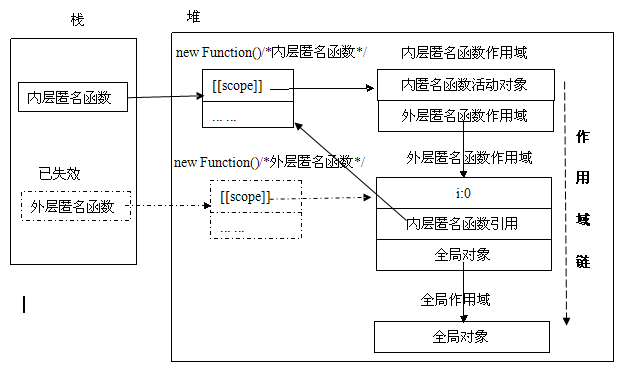 栈
堆
new Function()/*内层匿名函数*/
内层匿名函数作用域
内层匿名函数
[[scope]]
... ...
内匿名函数活动对象
外层匿名函数作用域
作用域链
已失效
外层匿名函数
new Function()/*外层匿名函数*/
[[scope]]
... ...
外层匿名函数作用域
i:0
内层匿名函数引用
全局对象
全局作用域
全局对象